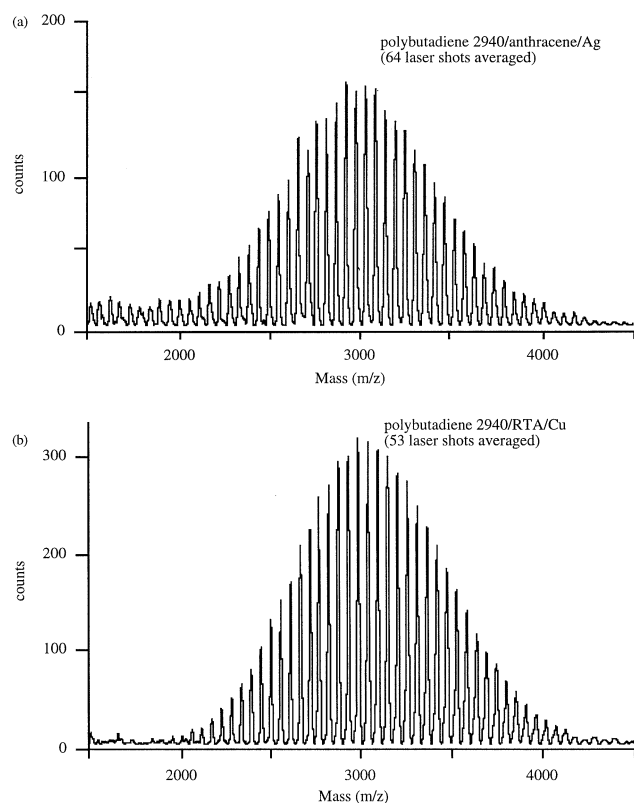 (a)
200
polybutadiene 2940/anthracene/Ag
(64 laser shots averaged)
counts
100
0
2000
3000
4000
Mass (m/z)
(b)
polybutadiene 2940/RTA/Cu
(53 laser shots averaged)
300
counts
200
100
0
2000
3000
4000
Mass (m/z)